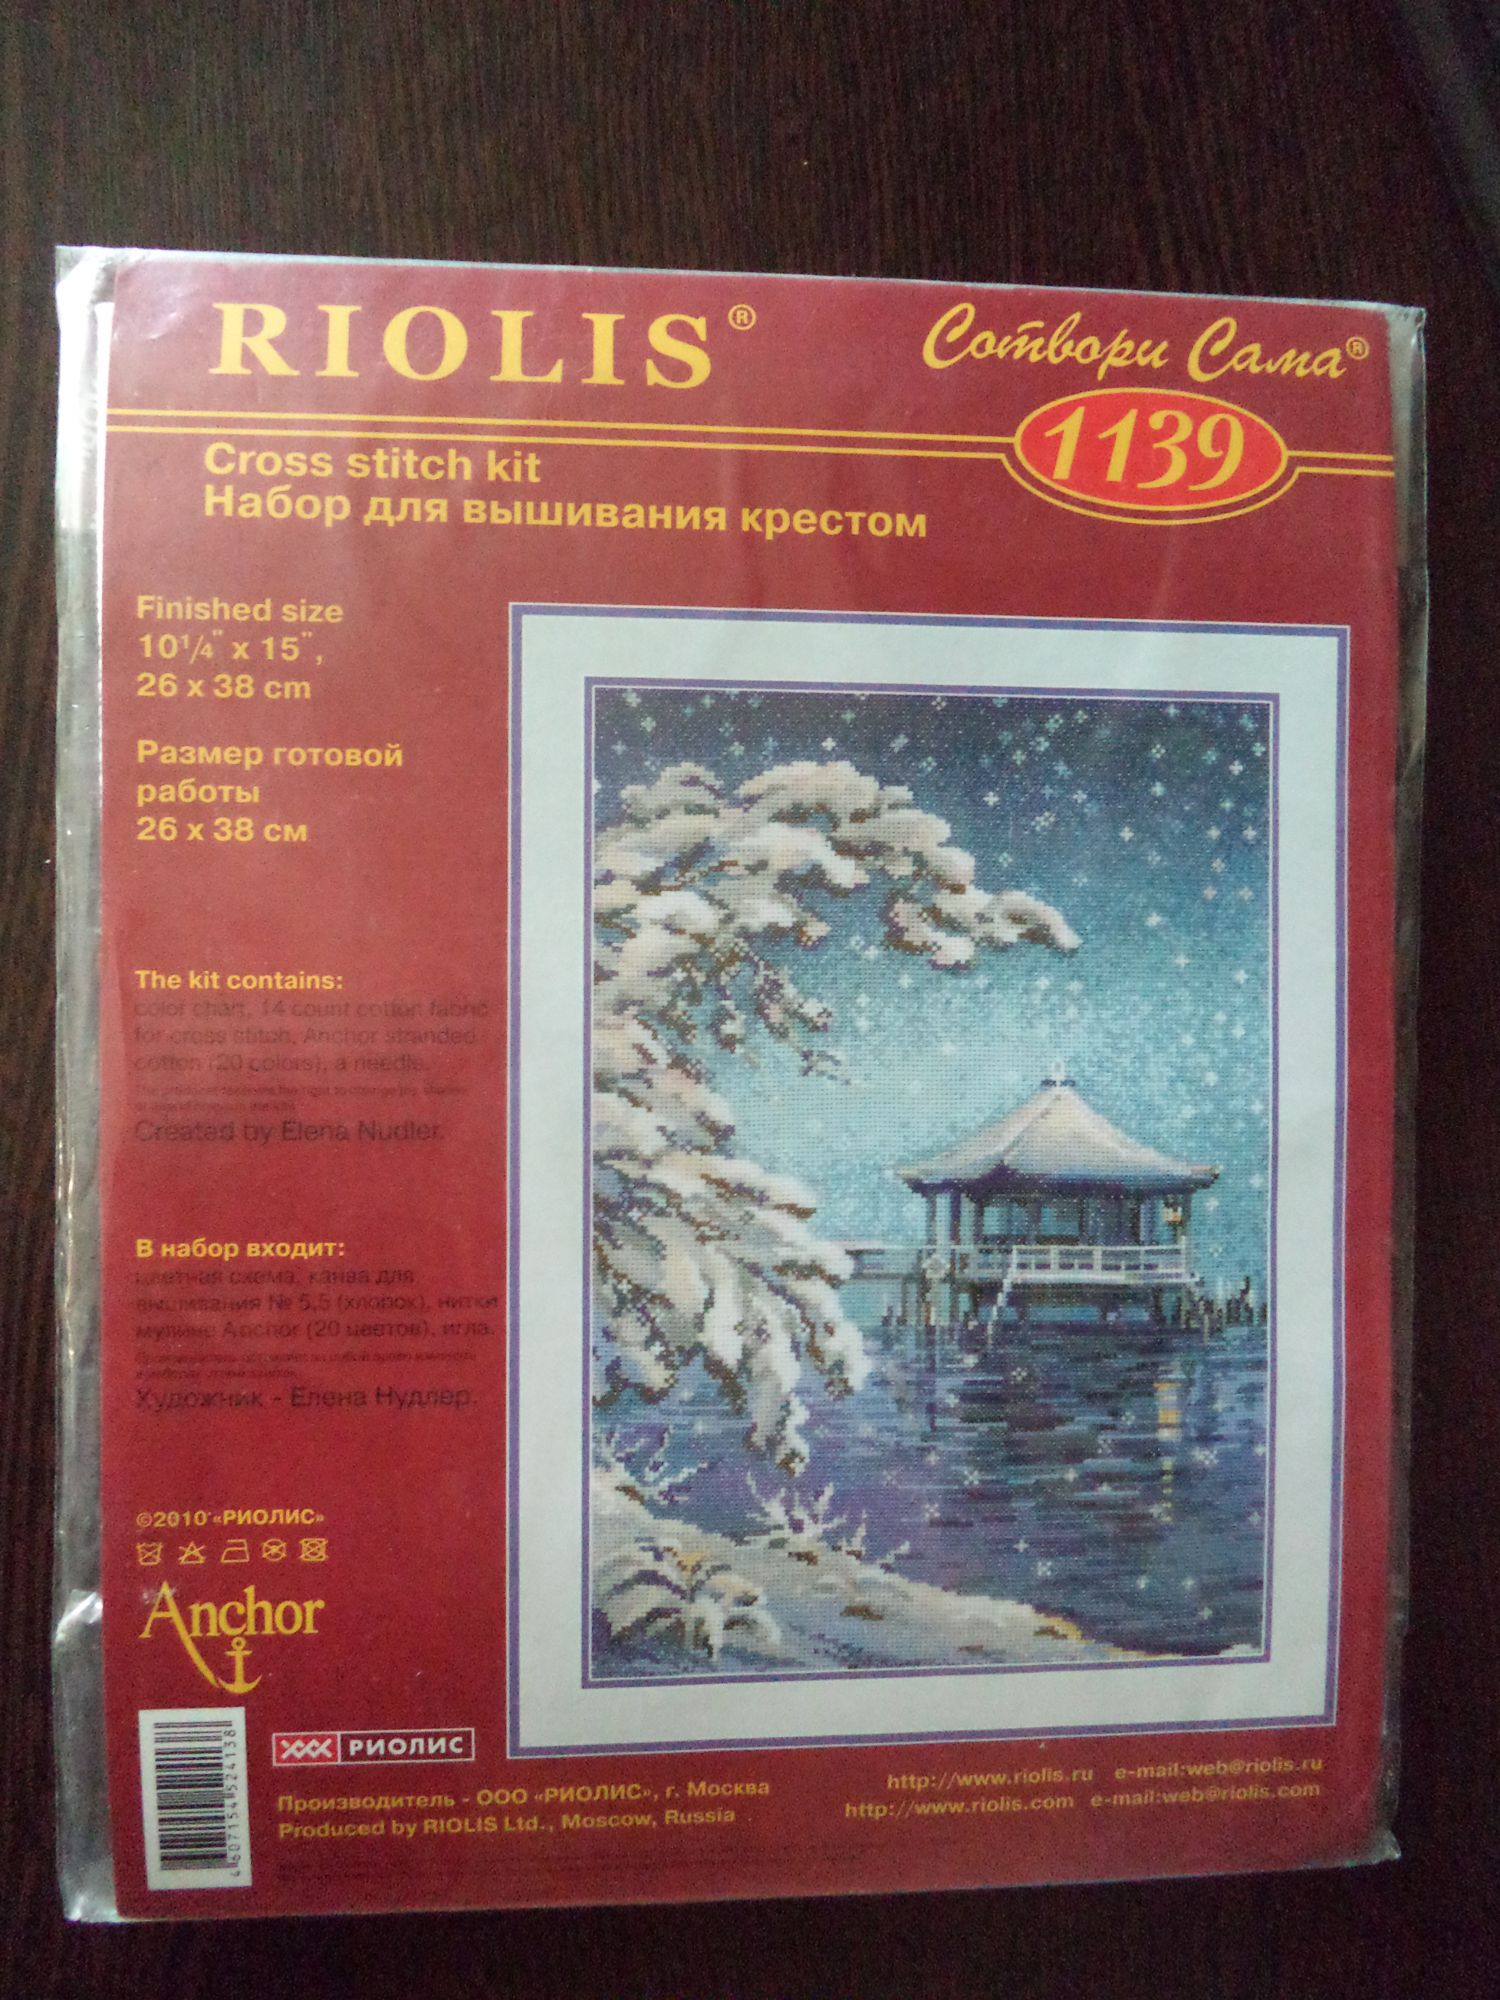 RIOLIS®
Сотвори Сама®
1139
Cross stitch kit
Набор для вышивания крестом
Finished size
10¹/₄" x 15",
26 x 38 cm
Размер готовой
работы
26 x 38 см
The kit contains:
color chart, 14 count cotton fabric
for cross stitch, Anchor stranded
cotton (20 colors), a needle.
Created by Elena Nudler.
В набор входит:
цветная схема, канва для
вышивания № 5,5 (хлопок), нитки
мулине Anchor (20 цветов), игла.
Художник - Елена Нудлер.
©2010 «РИОЛИС»
Anchor
4607154524138
РИОЛИС
Производитель - ООО «РИОЛИС», г. Москва
Produced by RIOLIS Ltd., Moscow, Russia
http://www.riolis.ru e-mail:web@riolis.ru
http://www.riolis.com e-mail:web@riolis.com